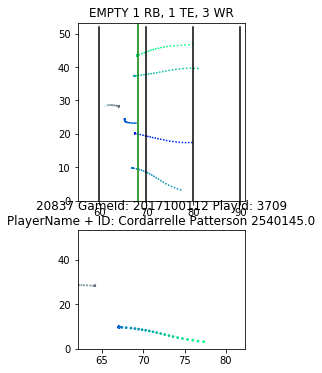 EMPTY 1 RB, 1 TE, 3 WR
50
40
30
20
10
0
60 70 80 90
20837 GameId: 2017100112 PlayId: 3709
PlayerName + ID: Cordarrelle Patterson 2540145.0
40
20
0
65 70 75 80